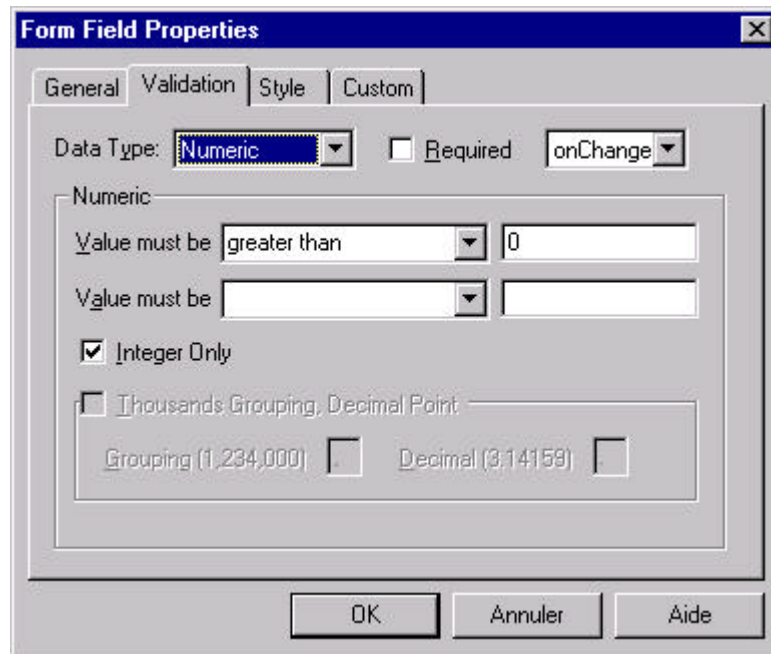 Form Field Properties
General Validation Style Custom
Data Type: Numeric Required onChange
Numeric
Value must be greater than 0
Value must be
Integer Only
Thousands Grouping, Decimal Point
Grouping (1,234,000) . Decimal (3.14159) .
OK Annuler Aide